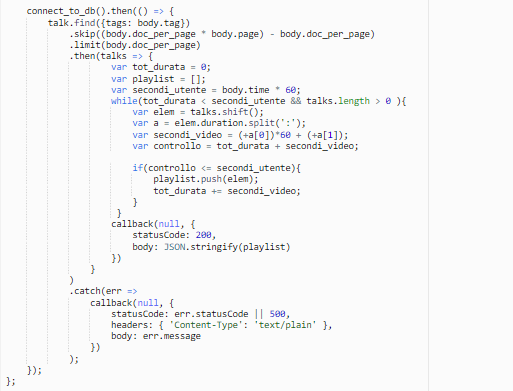 connect_to_db().then(() => {
talk.find({tags: body.tag})
.skip((body.doc_per_page * body.page) - body.doc_per_page)
.limit(body.doc_per_page)
.then(talks => {
var tot_durata = 0;
var playlist = [];
var secondi_utente = body.time * 60;
while(tot_durata < secondi_utente && talks.length > 0 ){
var elem = talks.shift();
var a = elem.duration.split(':');
var secondi_video = (+a[0])*60 + (+a[1]);
var controllo = tot_durata + secondi_video;
if(controllo <= secondi_utente){
playlist.push(elem);
tot_durata += secondi_video;
}
}
callback(null, {
statusCode: 200,
body: JSON.stringify(playlist)
})
}
)
.catch(err =>
callback(null, {
statusCode: err.statusCode || 500,
headers: { 'Content-Type': 'text/plain' },
body: err.message
})
);
});
};